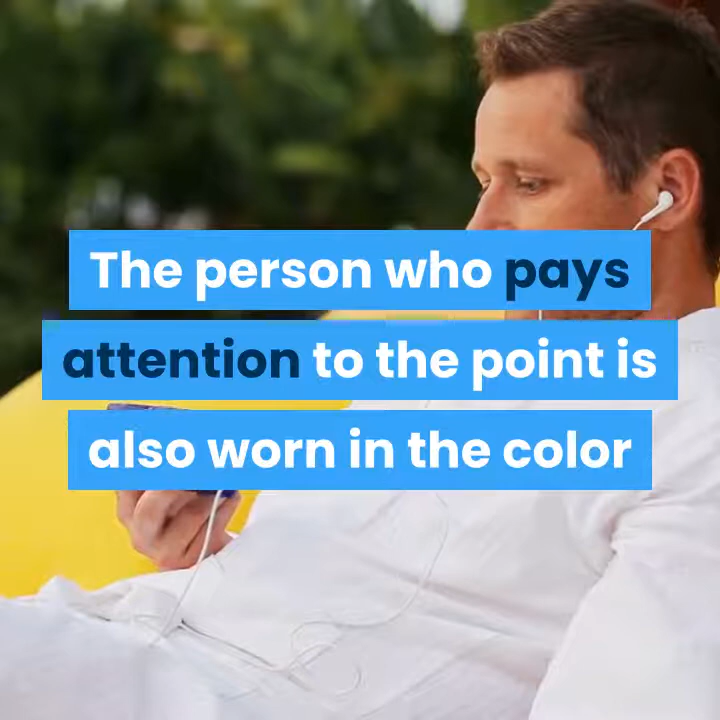 The person who pays
attention to the point is
also worn in the color